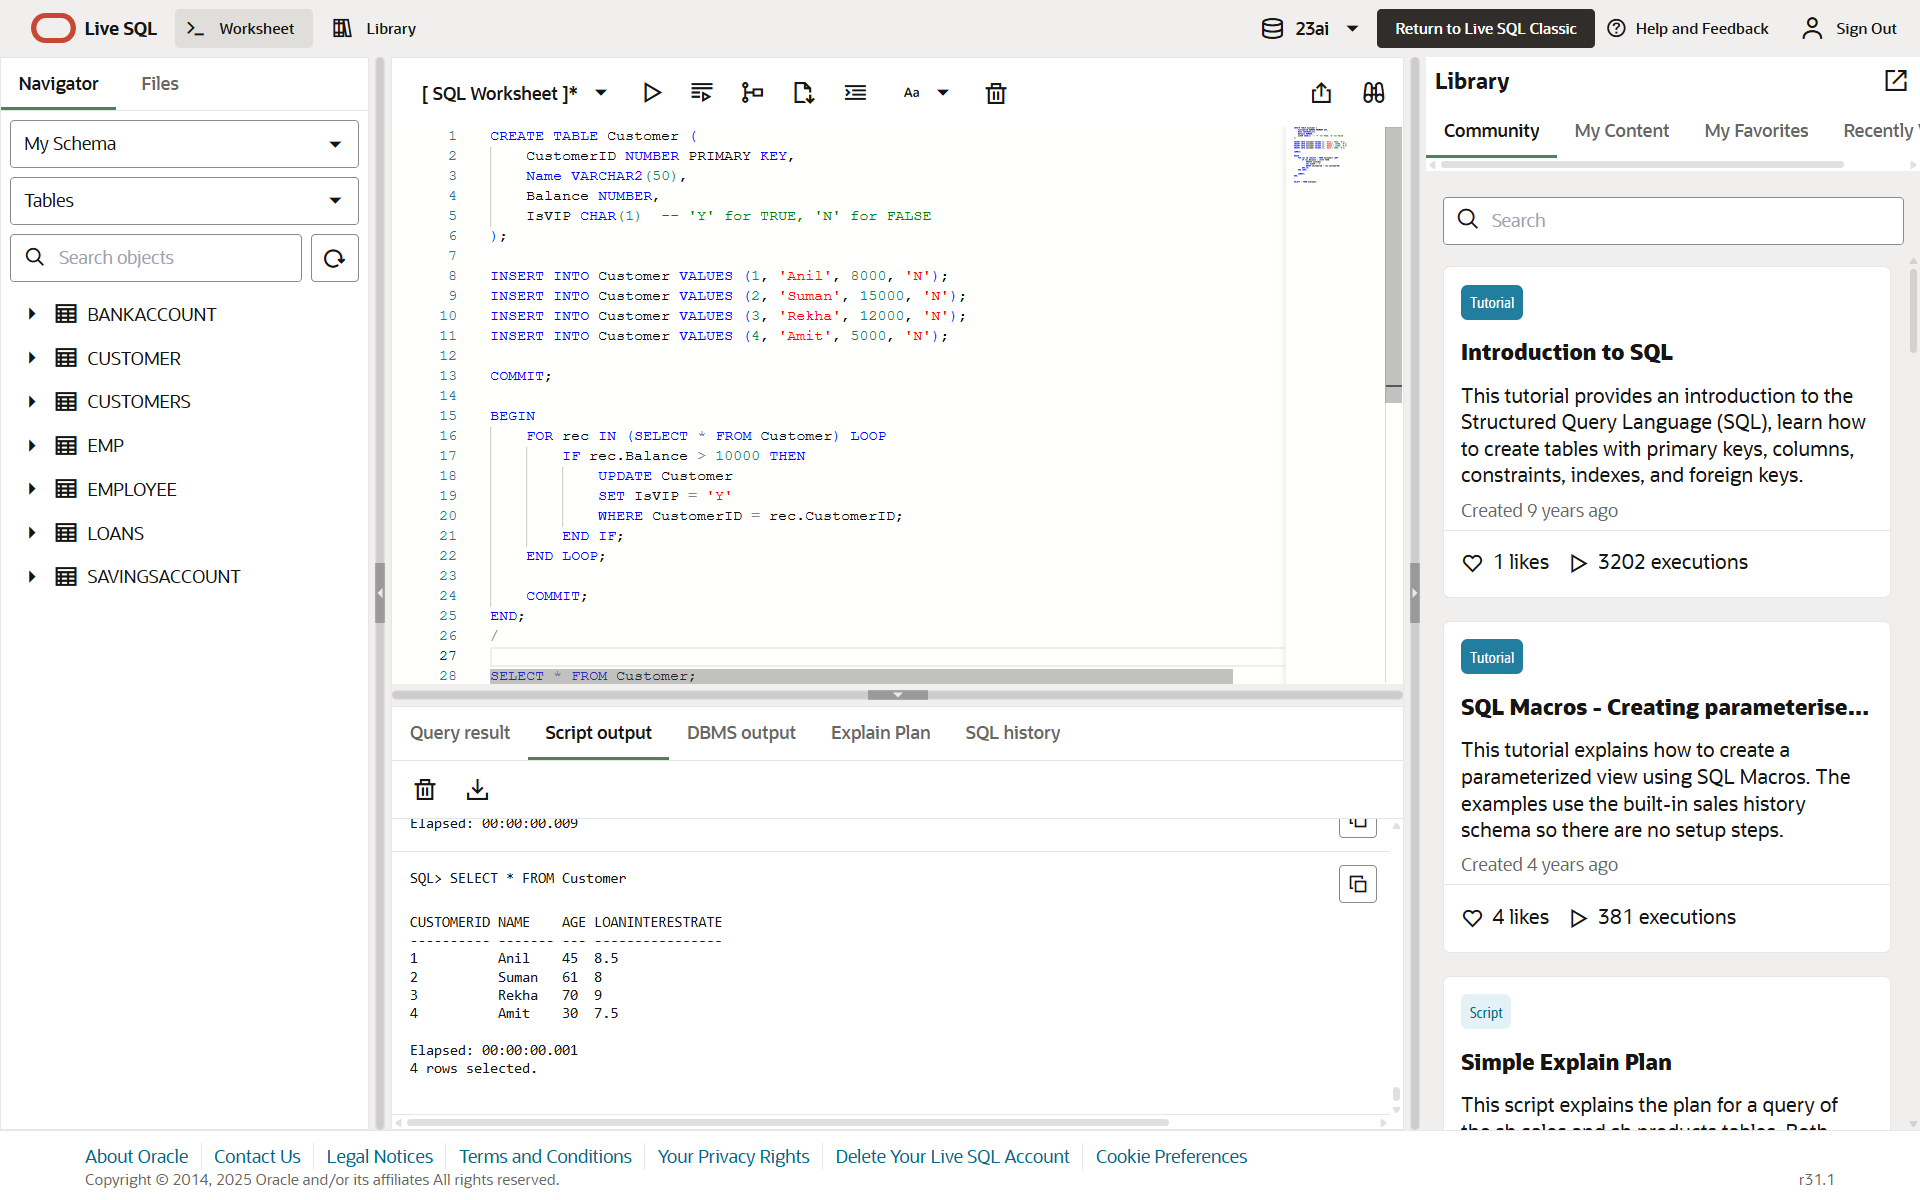 Live SQL
Worksheet
Library
23ai
Return to Live SQL Classic
Help and Feedback
Sign Out
Navigator
Files
My Schema
Tables
Search objects
BANKACCOUNT
CUSTOMER
CUSTOMERS
EMP
EMPLOYEE
LOANS
SAVINGSACCOUNT
[ SQL Worksheet ]*
Aa
1 CREATE TABLE Customer (
2 CustomerID NUMBER PRIMARY KEY,
3 Name VARCHAR2(50),
4 Balance NUMBER,
5 IsVIP CHAR(1)  -- 'Y' for TRUE, 'N' for FALSE
6 );
7
8 INSERT INTO Customer VALUES (1, 'Anil', 8000, 'N');
9 INSERT INTO Customer VALUES (2, 'Suman', 15000, 'N');
10 INSERT INTO Customer VALUES (3, 'Rekha', 12000, 'N');
11 INSERT INTO Customer VALUES (4, 'Amit', 5000, 'N');
12
13 COMMIT;
14
15 BEGIN
16 FOR rec IN (SELECT * FROM Customer) LOOP
17 IF rec.Balance > 10000 THEN
18 UPDATE Customer
19 SET IsVIP = 'Y'
20 WHERE CustomerID = rec.CustomerID;
21 END IF;
22 END LOOP;
23
24 COMMIT;
25 END;
26 /
27
28 SELECT * FROM Customer;
Query result
Script output
DBMS output
Explain Plan
SQL history
Elapsed: 00:00:00.009
SQL> SELECT * FROM Customer
CUSTOMERID NAME    AGE LOANINTERESTRATE
---------- ------- --- ----------------
1          Anil    45  8.5
2          Suman   61  8
3          Rekha   70  9
4          Amit    30  7.5
Elapsed: 00:00:00.001
4 rows selected.
Library
Community
My Content
My Favorites
Recently
Search
Tutorial
Introduction to SQL
This tutorial provides an introduction to the
Structured Query Language (SQL), learn how
to create tables with primary keys, columns,
constraints, indexes, and foreign keys.
Created 9 years ago
1 likes
3202 executions
Tutorial
SQL Macros - Creating parameterise...
This tutorial explains how to create a
parameterized view using SQL Macros. The
examples use the built-in sales history
schema so there are no setup steps.
Created 4 years ago
4 likes
381 executions
Script
Simple Explain Plan
This script explains the plan for a query of
About Oracle
Contact Us
Legal Notices
Terms and Conditions
Your Privacy Rights
Delete Your Live SQL Account
Cookie Preferences
Copyright © 2014, 2025 Oracle and/or its affiliates All rights reserved.
r31.1